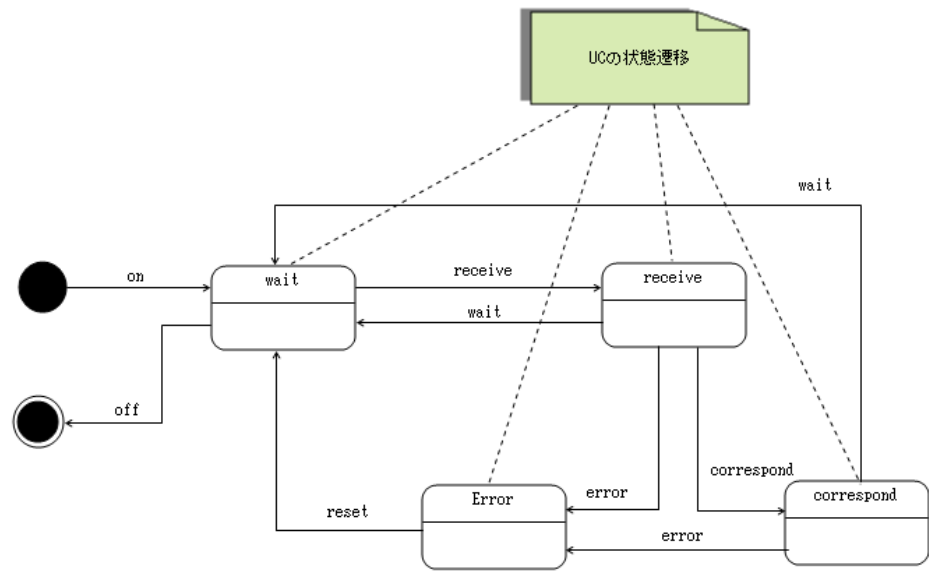 UCの状態遷移
wait
on
wait
receive
receive
wait
off
correspond
error
Error
correspond
reset
error